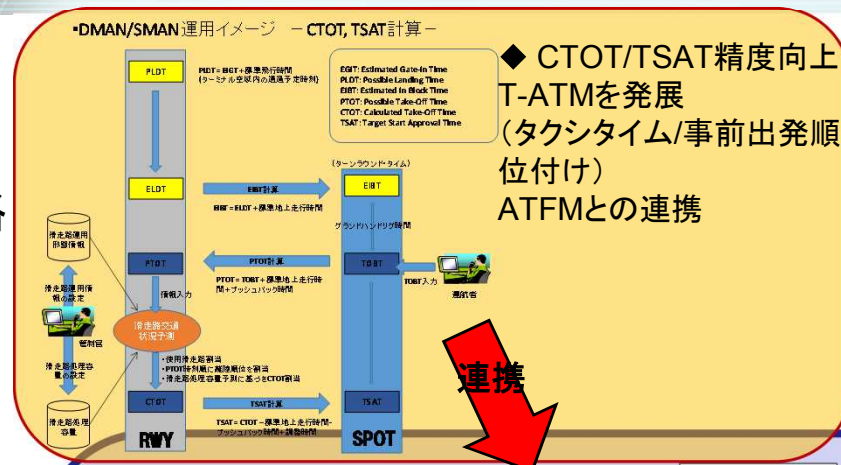 ▪DMAN/SMAN運用イメージ －CTOT, TSAT計算－
PLDT
PLDT = EGIT + 標準飛行時間
(ターミナル空域内の通過予定時刻)
EGIT: Estimated Gate-In Time
PLDT: Possible Landing Time
EIBT: Estimated In Block Time
PTOT: Possible Take-Off Time
CTOT: Calculated Take-Off Time
TSAT: Target Start Approval Time
◆ CTOT/TSAT精度向上
T-ATMを発展
(タクシタイム/事前出発順
位付け)
ATFMとの連携
(ターンラウンド・タイム)
ELDT
EIBT計算
EIBT
EIBT = ELDT + 標準地上走行時間
グランドハンドリグ時間
滑走路運用
形態情報
PTOT
PTOT計算
TOBT
PTOT = TOBT + 標準地上走行時
間+プッシュバック時間
TOBT入力
運航者
滑走路運用情
報の設定
情報入力
管制官
滑走路交通
状況予測
滑走路処理容
量の設定
・使用滑走路割当
・PTOT時刻順に離陸順位を割当
・滑走路処理容量予測に基づきCTOT割当
連携
滑走路処理
容量
CTOT
TSAT計算
TSAT
TSAT = CTOT – 標準地上走行時間-
プッシュバック時間+調整時間
RWY
SPOT